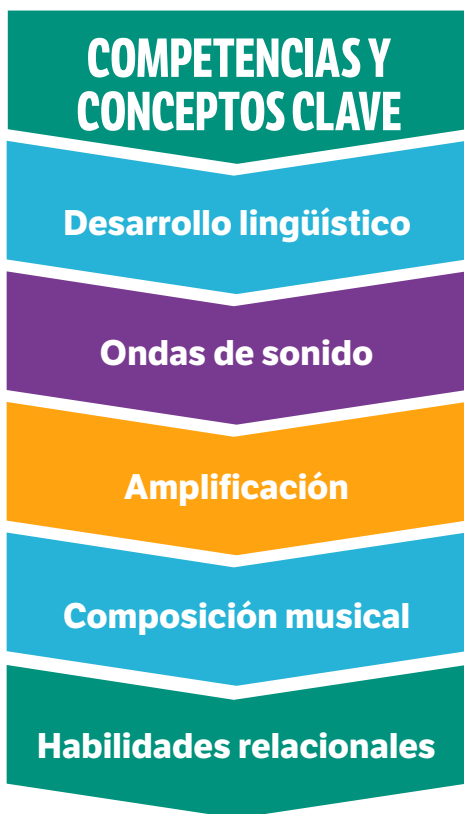 COMPETENCIAS Y
CONCEPTOS CLAVE
Desarrollo lingüístico
Ondas de sonido
Amplificación
Composición musical
Habilidades relacionales